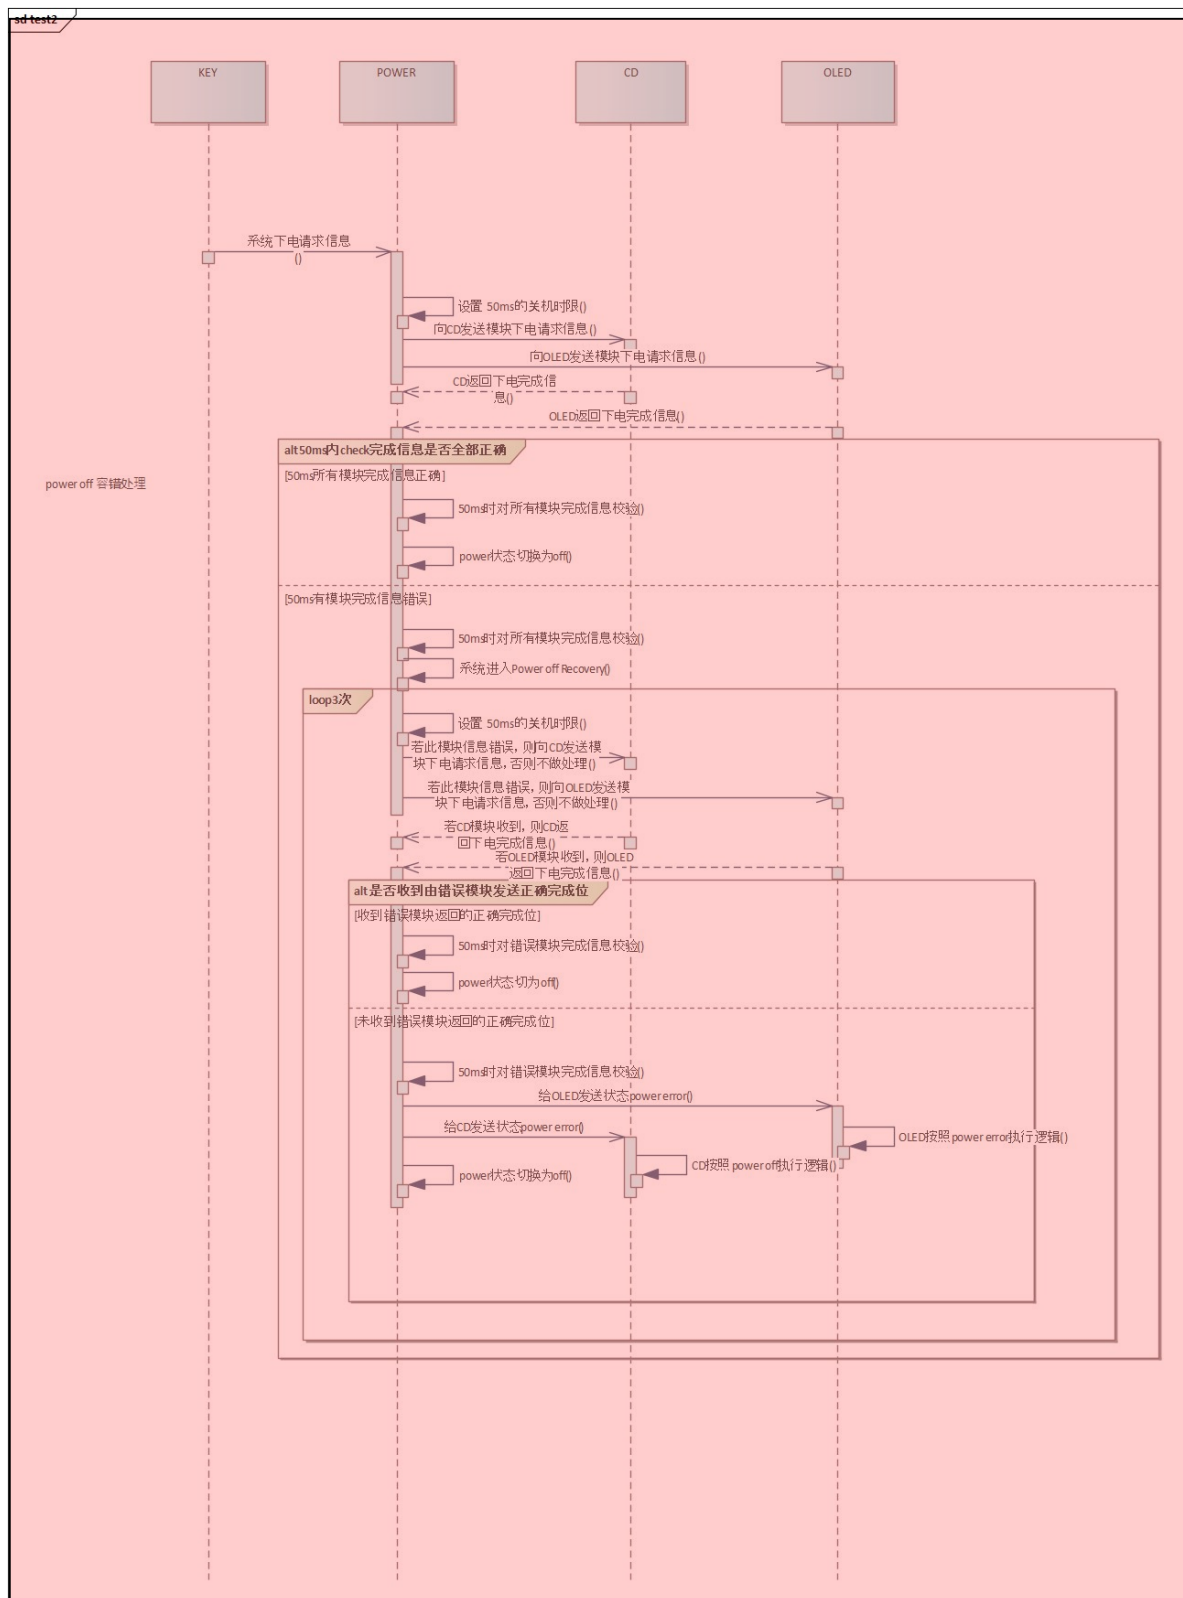 sd test2
KEY
POWER
CD
OLED
系统下电请求信息
()
设置 50ms的关机时限()
向CD发送模块下电请求信息()
向OLED发送模块下电请求信息()
CD返回下电完成信
息()
OLED返回下电完成信息()
alt 50ms内check完成信息是否全部正确
[50ms所有模块完成信息正确]
power off 容错处理
50ms时对所有模块完成信息校验()
power状态切换为off()
[50ms有模块完成信息错误]
50ms时对所有模块完成信息校验()
系统进入Power off Recovery()
loop3次
设置 50ms的关机时限()
若此模块信息错误，则向CD发送模
块下电请求信息，否则不做处理()
若此模块信息错误，则向OLED发送模
块下电请求信息，否则不做处理()
若CD模块收到，则CD返
回下电完成信息()
若OLED模块收到，则OLED
返回下电完成信息()
alt 是否收到由错误模块发送正确完成位
[收到错误模块返回的正确完成位]
50ms时对错误模块完成信息校验()
power状态切为off()
[未收到错误模块返回的正确完成位]
50ms时对错误模块完成信息校验()
给OLED发送状态power error()
给CD发送状态power error()
OLED按照power error执行逻辑()
CD按照power off执行逻辑()
power状态切换为off()